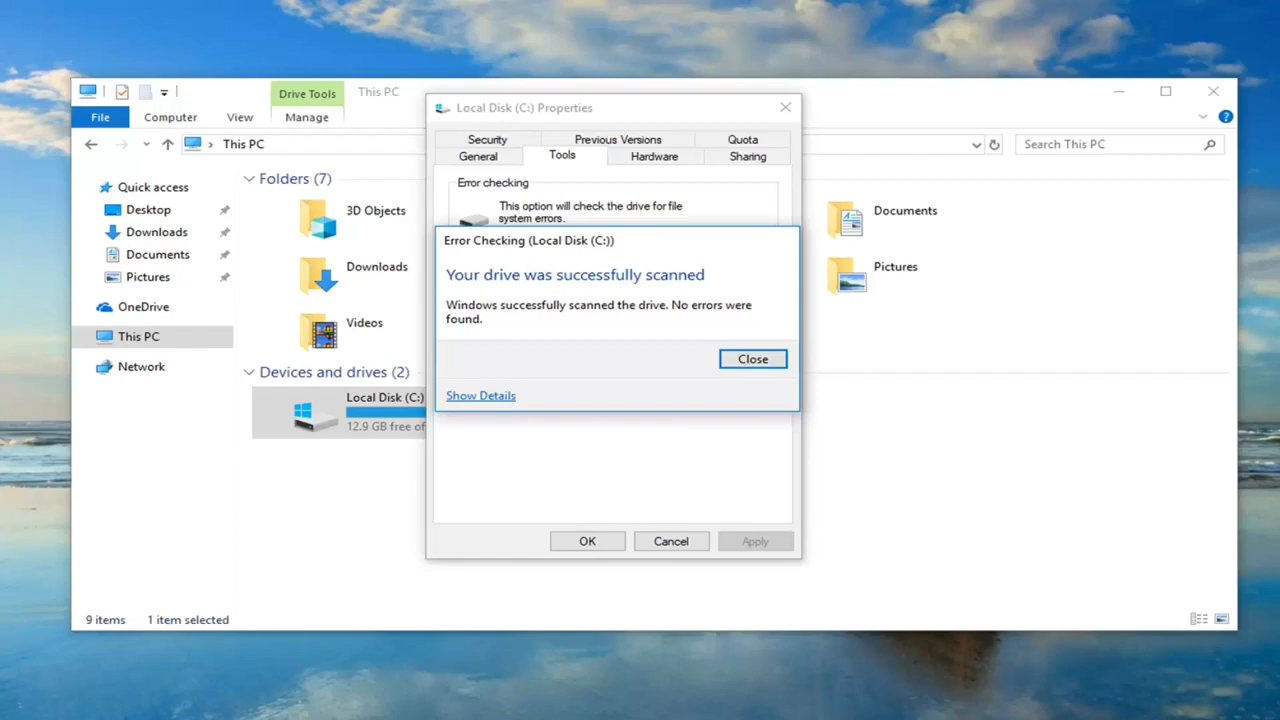 Drive Tools
This PC
Local Disk (C:) Properties
File
Computer
View
Manage
Security
Previous Versions
Quota
General
Tools
Hardware
Sharing
› This PC
Search This PC
Quick access
Desktop
Downloads
Documents
Pictures
OneDrive
This PC
Network
Folders (7)
3D Objects
Downloads
Videos
Documents
Pictures
Devices and drives (2)
Local Disk (C:)
12.9 GB free of
Error checking
This option will check the drive for file
system errors.
Error Checking (Local Disk (C:))
Your drive was successfully scanned
Windows successfully scanned the drive. No errors were
found.
Close
Show Details
OK
Cancel
Apply
9 items
1 item selected